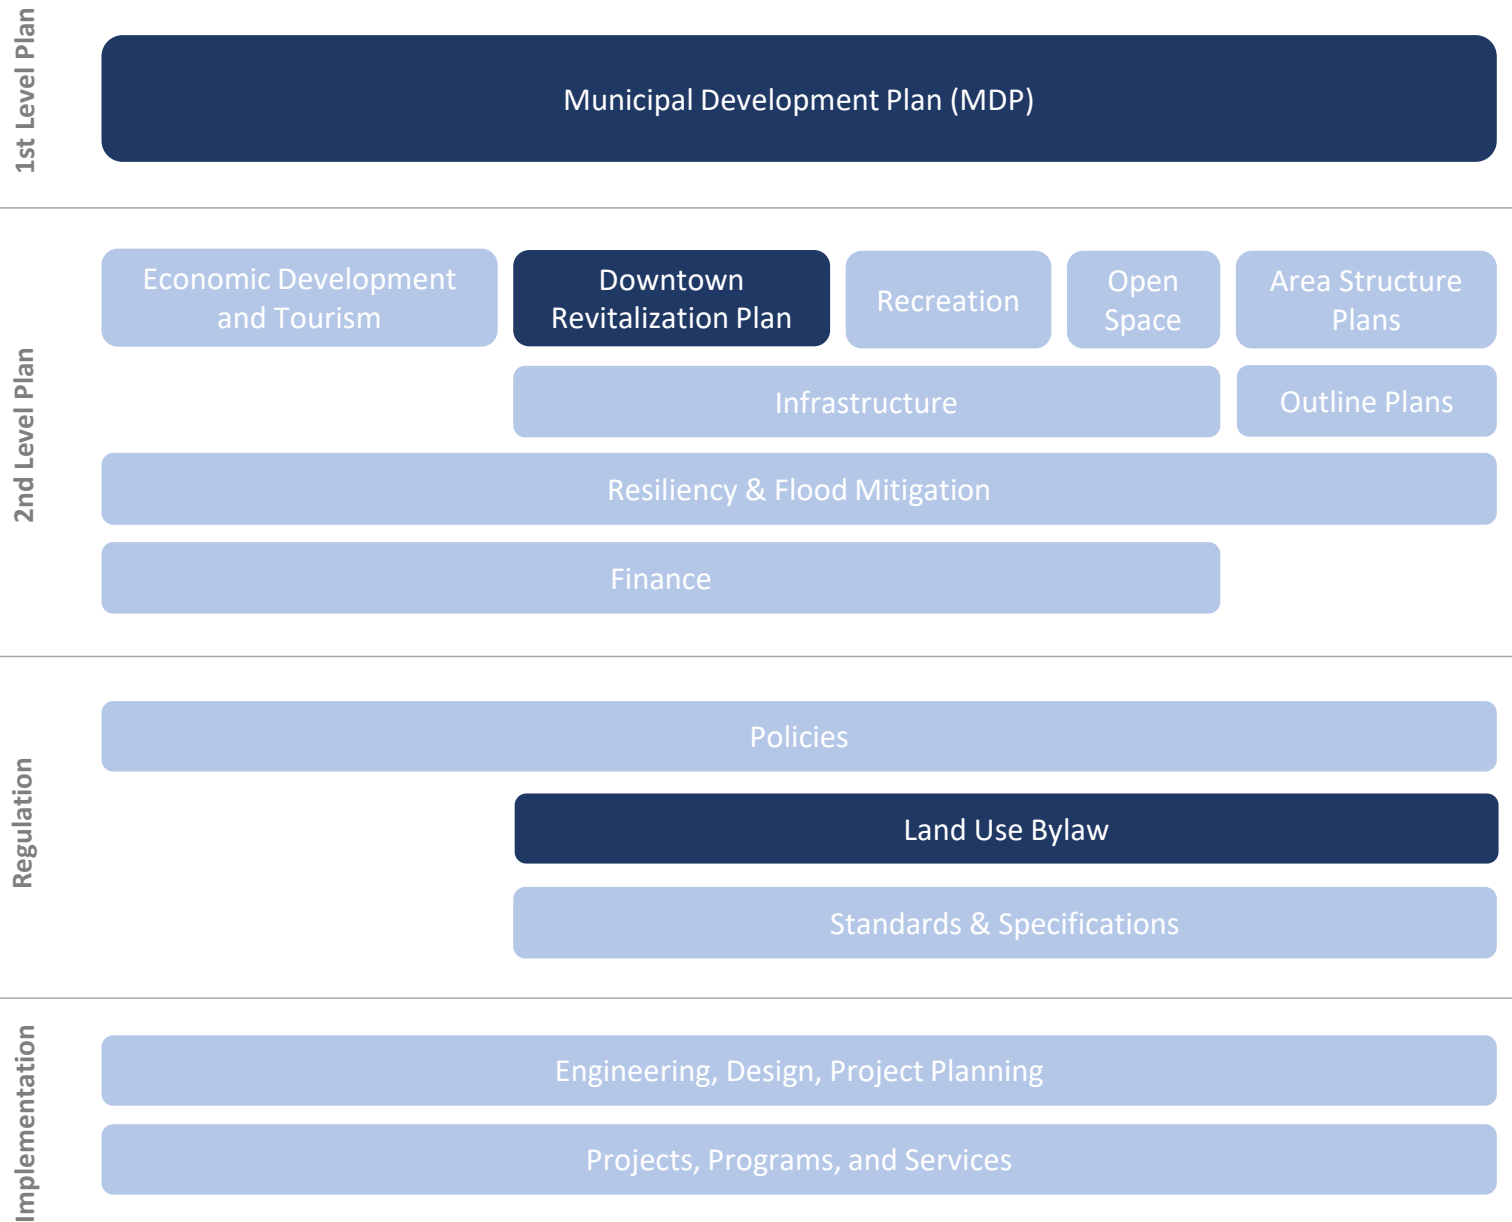 1st Level Plan
Municipal Development Plan (MDP)
2nd Level Plan
Economic Development
and Tourism
Downtown
Revitalization Plan
Recreation
Open
Space
Area Structure
Plans
Infrastructure
Outline Plans
Resiliency & Flood Mitigation
Finance
Regulation
Policies
Land Use Bylaw
Standards & Specifications
Implementation
Engineering, Design, Project Planning
Projects, Programs, and Services